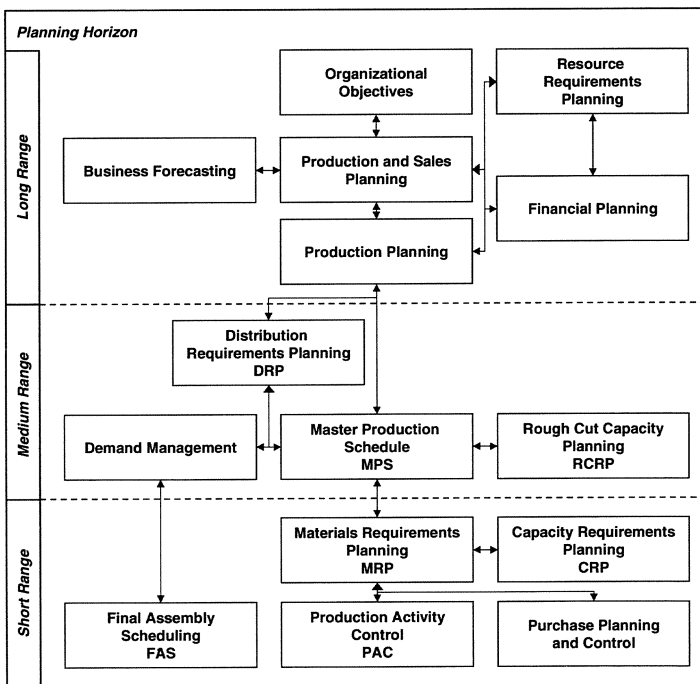 Planning Horizon
Long Range
Organizational
Objectives
Resource
Requirements
Planning
Business Forecasting
Production and Sales
Planning
Financial Planning
Production Planning
Medium Range
Distribution
Requirements Planning
DRP
Demand Management
Master Production
Schedule
MPS
Rough Cut Capacity
Planning
RCRP
Short Range
Materials Requirements
Planning
MRP
Capacity Requirements
Planning
CRP
Final Assembly
Scheduling
FAS
Production Activity
Control
PAC
Purchase Planning
and Control